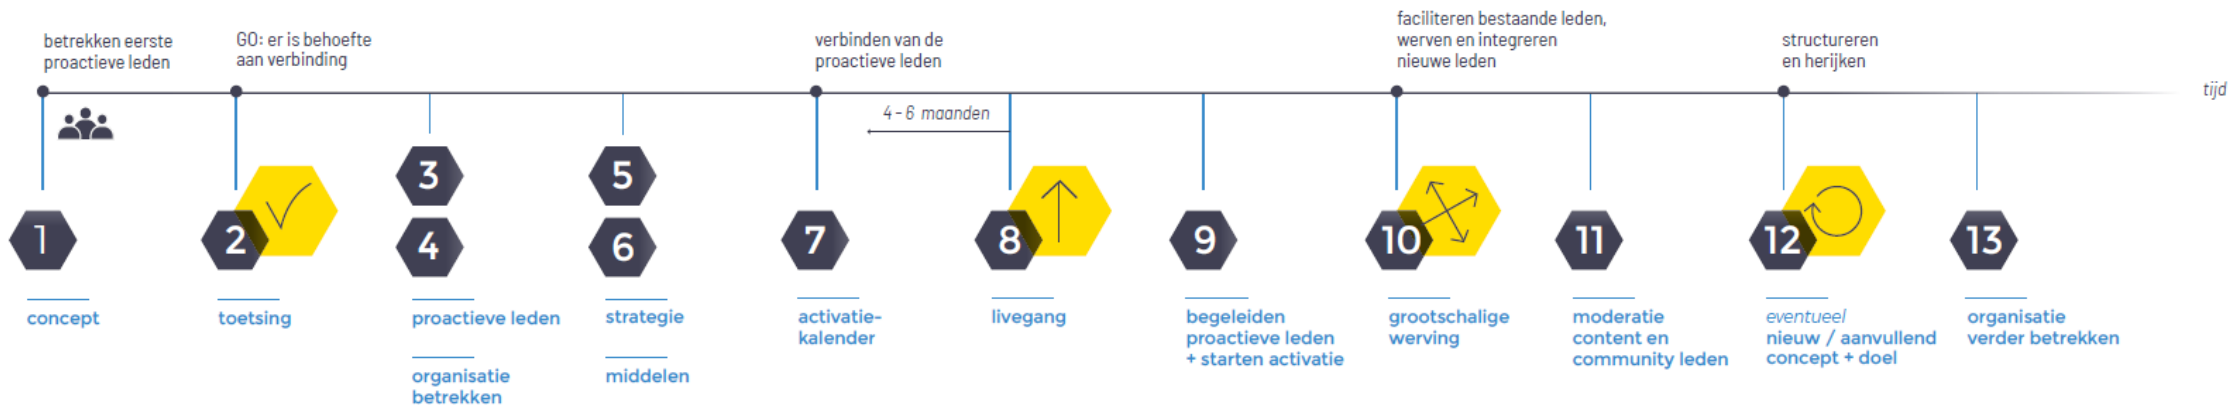 betrekken eerste
proactieve leden
GO: er is behoefte
aan verbinding
verbinden van de
proactieve leden
faciliteren bestaande leden,
werven en integreren
nieuwe leden
structureren
en herijken
tijd
4 - 6 maanden
1
2
3
4
5
6
7
8
9
10
11
12
13
concept
toetsing
proactieve leden
organisatie
betrekken
strategie
middelen
activatie-
kalender
livegang
begeleiden
proactieve leden
+ starten activatie
grootschalige
werving
moderatie
content en
community leden
eventueel
nieuw / aanvullend
concept + doel
organisatie
verder betrekken